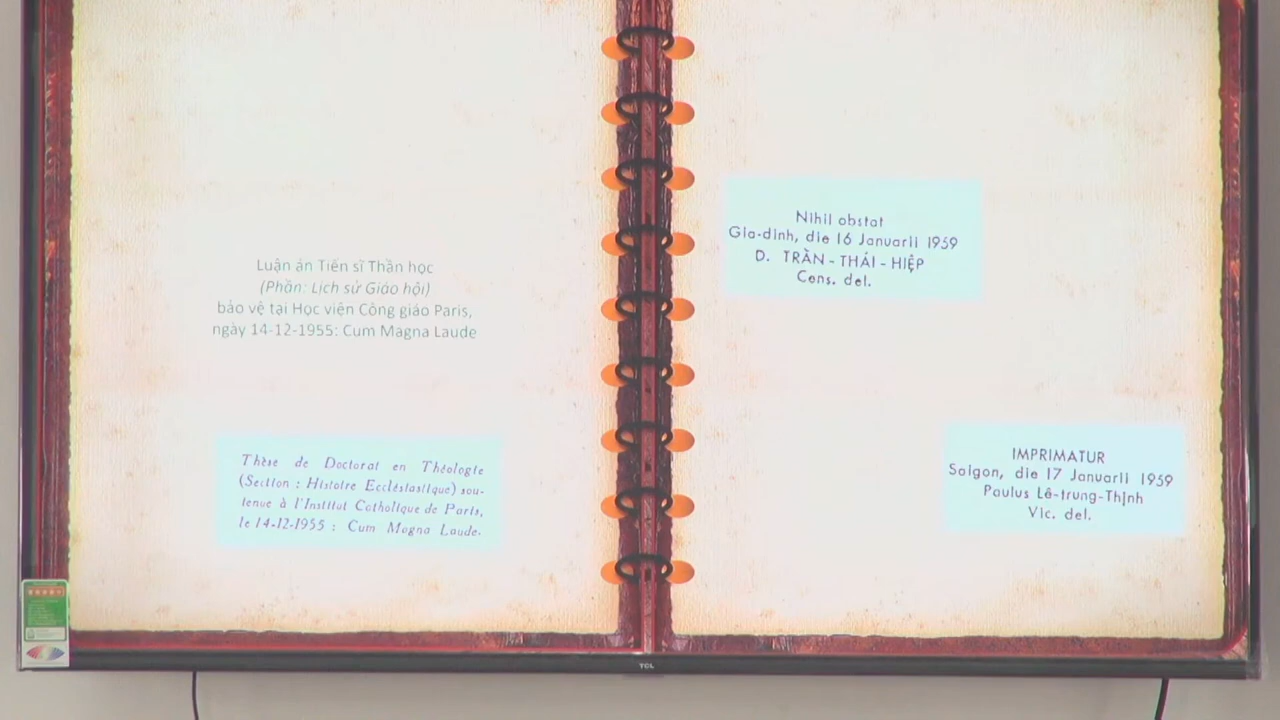 Luận án Tiến sĩ Thần học
(Phần: Lịch sử Giáo hội)
bảo vệ tại Học viện Công giáo Paris,
ngày 14-12-1955: Cum Magna Laude
Thèse de Doctorat en Théologie
(Section : Histoire Ecclésiastique) sou-
tenue à l'Institut Catholique de Paris,
le 14-12-1955 : Cum Magna Laude.
Nihil obstat
Gia-dinh, die 16 Januarii 1959
D. TRẦN - THÁI - HIỆP
Cens. del.
IMPRIMATUR
Saigon, die 17 Januarii 1959
Paulus Lê-trung-Thịnh
Vic. del.
TCL